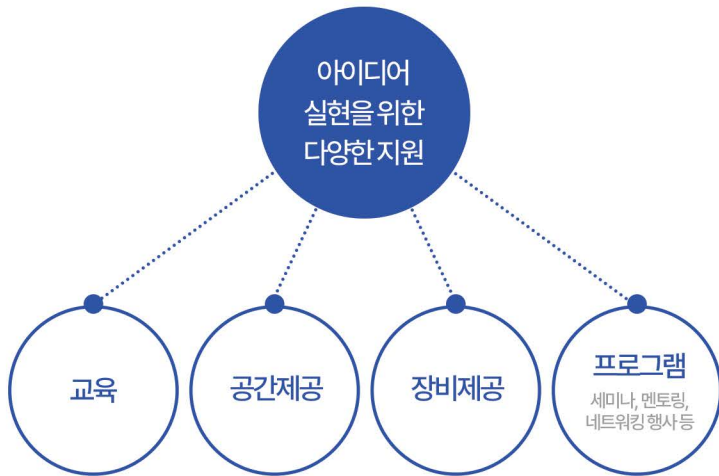 아이디어
실현을 위한
다양한 지원
교육
공간제공
장비제공
프로그램
세미나, 멘토링,
네트워킹 행사 등